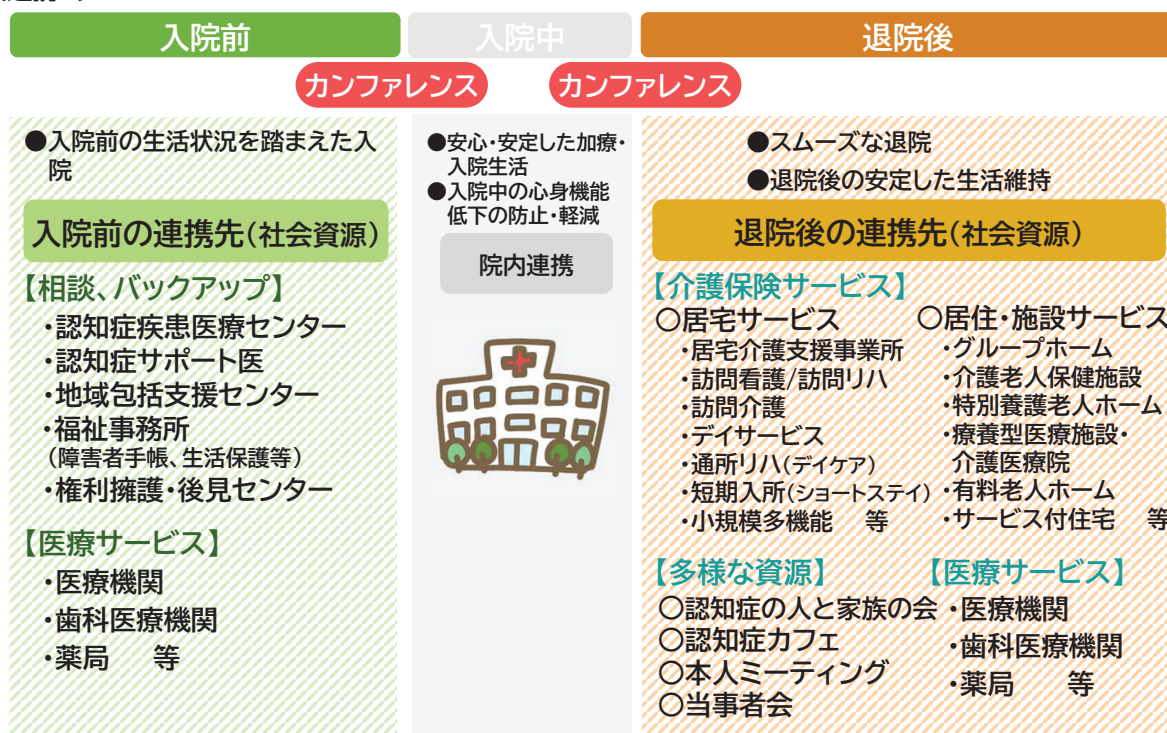 入院前
入院中
退院後
カンファレンス
カンファレンス
●入院前の生活状況を踏まえた入
院
●安心・安定した加療・
入院生活
●入院中の心身機能
低下の防止・軽減
●スムーズな退院
●退院後の安定した生活維持
入院前の連携先(社会資源)
【相談、バックアップ】
・認知症疾患医療センター
・認知症サポート医
・地域包括支援センター
・福祉事務所
(障害者手帳、生活保護等)
・権利擁護・後見センター
【医療サービス】
・医療機関
・歯科医療機関
・薬局 等
院内連携
退院後の連携先(社会資源)
【介護保険サービス】
〇居宅サービス
・居宅介護支援事業所
・訪問看護/訪問リハ
・訪問介護
・デイサービス
・通所リハ(デイケア)
・短期入所(ショートステイ)
・小規模多機能 等
〇居住・施設サービス
・グループホーム
・介護老人保健施設
・特別養護老人ホーム
・療養型医療施設・
介護医療院
・有料老人ホーム
・サービス付住宅 等
【多様な資源】
〇認知症の人と家族の会
〇認知症カフェ
〇本人ミーティング
〇当事者会
【医療サービス】
・医療機関
・歯科医療機関
・薬局 等